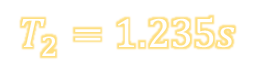 T₂ = 1.235s